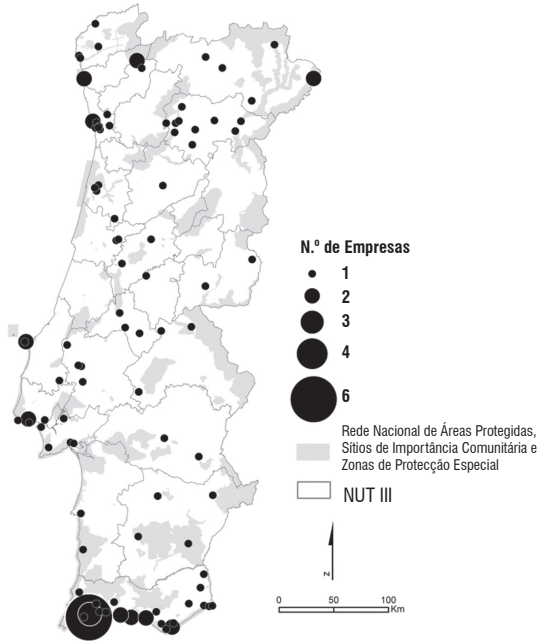 N.º de Empresas
1
2
3
4
6
Rede Nacional de Áreas Protegidas,
Sítios de Importância Comunitária e
Zonas de Protecção Especial
NUT III
N
0 50 100
Km